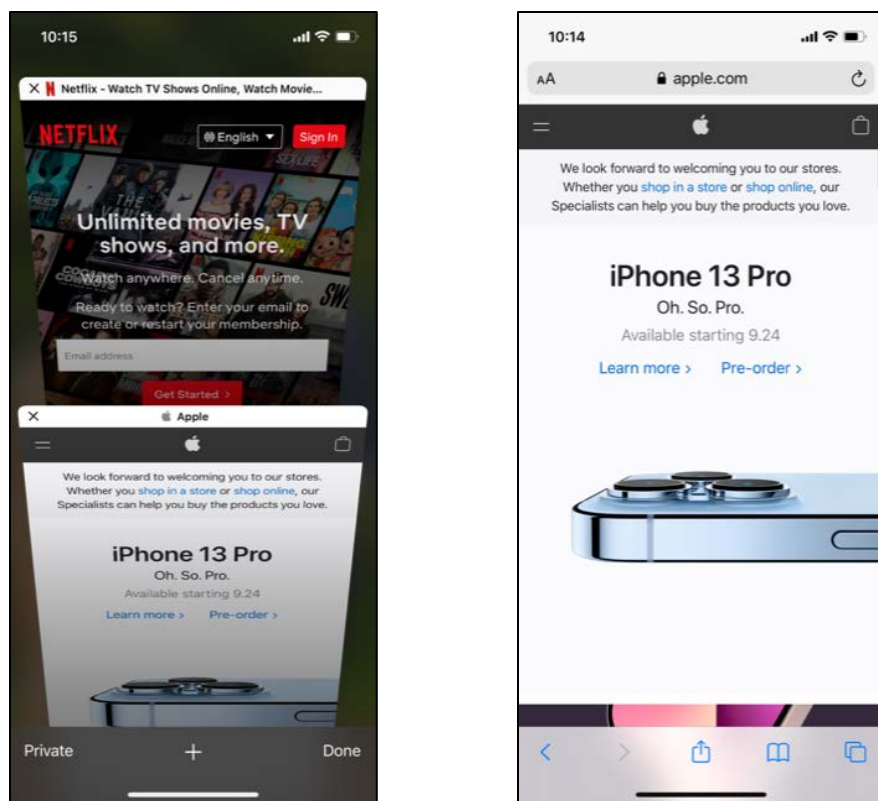 10:15
X Netflix - Watch TV Shows Online, Watch Movie...
NETFLIX English Sign In
Unlimited movies, TV
shows, and more.
Watch anywhere. Cancel anytime.
Ready to watch? Enter your email to
create or restart your membership.
Email address
Get Started >
X Apple
We look forward to welcoming you to our stores.
Whether you shop in a store or shop online, our
Specialists can help you buy the products you love.
iPhone 13 Pro
Oh. So. Pro.
Available starting 9.24
Learn more > Pre-order >
Private + Done
10:14
AA apple.com
We look forward to welcoming you to our stores.
Whether you shop in a store or shop online, our
Specialists can help you buy the products you love.
iPhone 13 Pro
Oh. So. Pro.
Available starting 9.24
Learn more > Pre-order >